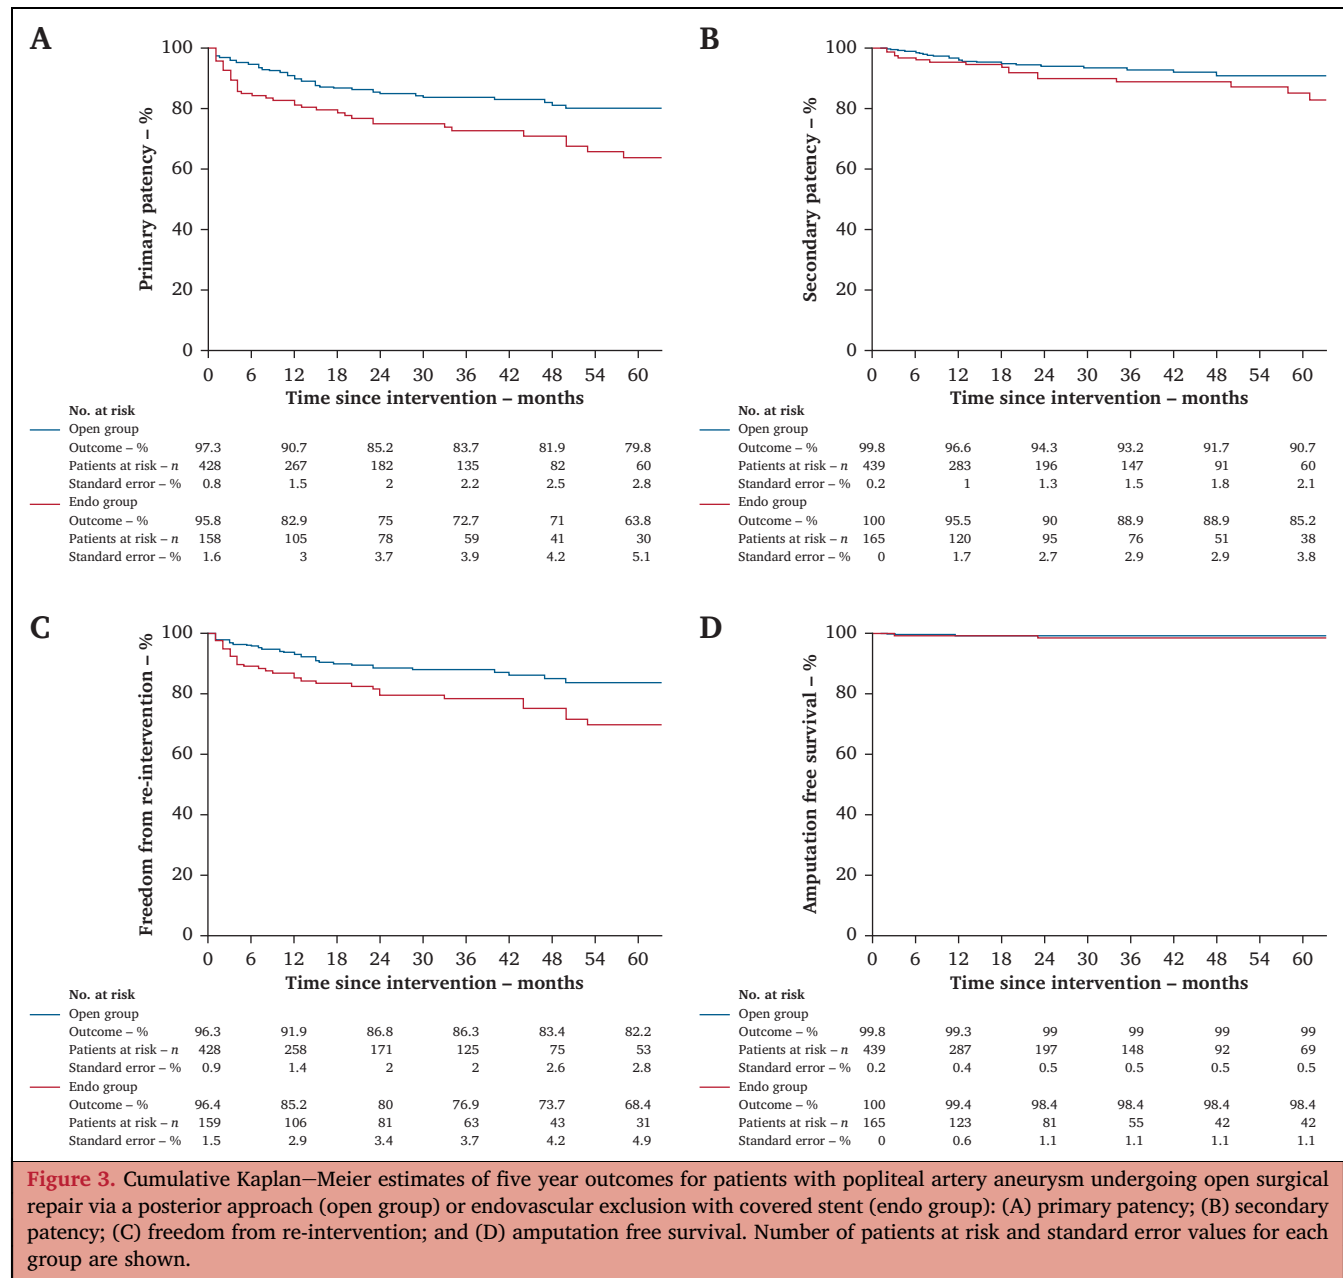 A
Primary patency – %
100
80
60
40
20
0
0 6 12 18 24 30 36 42 48 54 60
Time since intervention – months
No. at risk
Open group
Outcome – % 97.3 90.7 85.2 83.7 81.9 79.8
Patients at risk – n 428 267 182 135 82 60
Standard error – % 0.8 1.5 2 2.2 2.5 2.8
Endo group
Outcome – % 95.8 82.9 75 72.7 71 63.8
Patients at risk – n 158 105 78 59 41 30
Standard error – % 1.6 3 3.7 3.9 4.2 5.1
B
Secondary patency – %
100
80
60
40
20
0
0 6 12 18 24 30 36 42 48 54 60
Time since intervention – months
No. at risk
Open group
Outcome – % 99.8 96.6 94.3 93.2 91.7 90.7
Patients at risk – n 439 283 196 147 91 60
Standard error – % 0.2 1 1.3 1.5 1.8 2.1
Endo group
Outcome – % 100 95.5 90 88.9 88.9 85.2
Patients at risk – n 165 120 95 76 51 38
Standard error – % 0 1.7 2.7 2.9 2.9 3.8
C
Freedom from re-intervention – %
100
80
60
40
20
0
0 6 12 18 24 30 36 42 48 54 60
Time since intervention – months
No. at risk
Open group
Outcome – % 96.3 91.9 86.8 86.3 83.4 82.2
Patients at risk – n 428 258 171 125 75 53
Standard error – % 0.9 1.4 2 2 2.6 2.8
Endo group
Outcome – % 96.4 85.2 80 76.9 73.7 68.4
Patients at risk – n 159 106 81 63 43 31
Standard error – % 1.5 2.9 3.4 3.7 4.2 4.9
D
Amputation free survival – %
100
80
60
40
20
0
0 6 12 18 24 30 36 42 48 54 60
Time since intervention – months
No. at risk
Open group
Outcome – % 99.8 99.3 99 99 99 99
Patients at risk – n 439 287 197 148 92 69
Standard error – % 0.2 0.4 0.5 0.5 0.5 0.5
Endo group
Outcome – % 100 99.4 98.4 98.4 98.4 98.4
Patients at risk – n 165 123 81 55 42 42
Standard error – % 0 0.6 1.1 1.1 1.1 1.1
Figure 3. Cumulative Kaplan—Meier estimates of five year outcomes for patients with popliteal artery aneurysm undergoing open surgical
repair via a posterior approach (open group) or endovascular exclusion with covered stent (endo group): (A) primary patency; (B) secondary
patency; (C) freedom from re-intervention; and (D) amputation free survival. Number of patients at risk and standard error values for each
group are shown.